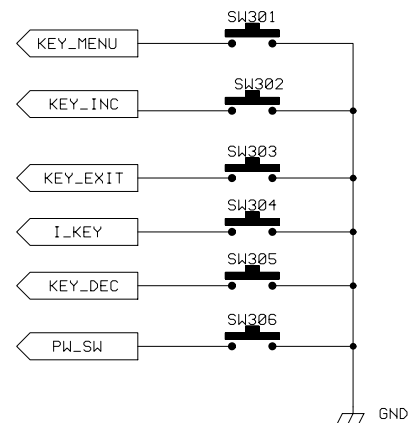 SW301
KEY_MENU
SW302
KEY_INC
SW303
KEY_EXIT
SW304
I_KEY
SW305
KEY_DEC
SW306
PW_SW
GND